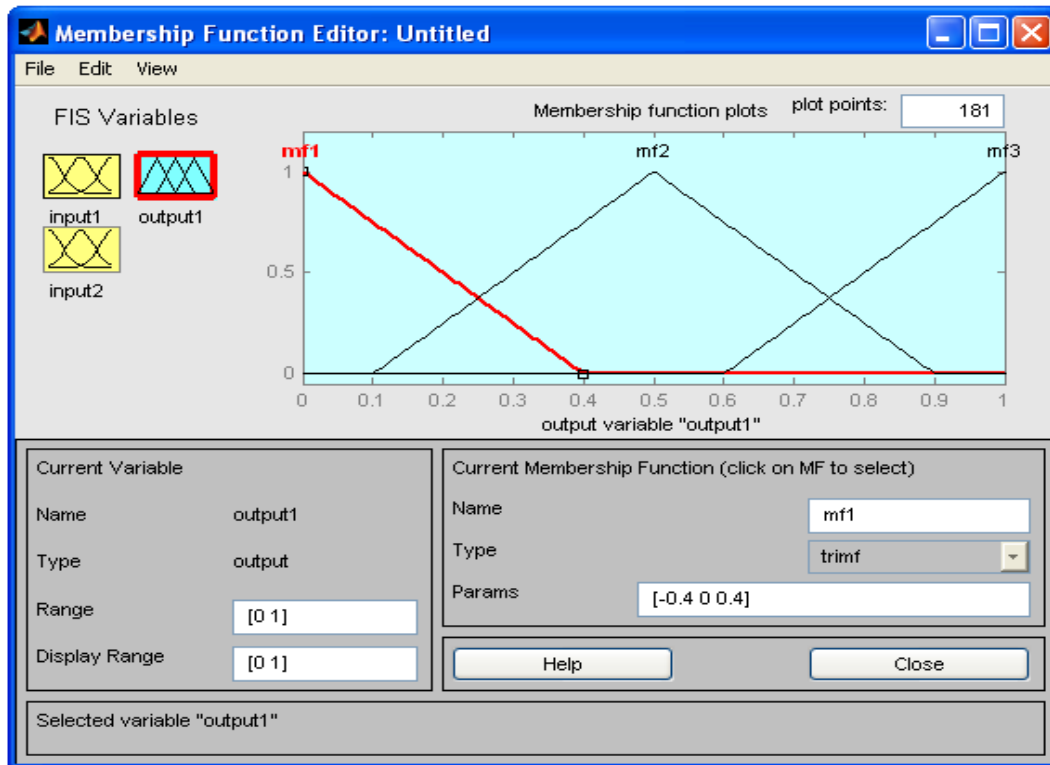 Membership Function Editor: Untitled
File Edit View
FIS Variables
Membership function plots
plot points:
181
input1
output1
input2
mf1
mf2
mf3
1
0.5
0
0 0.1 0.2 0.3 0.4 0.5 0.6 0.7 0.8 0.9 1
output variable "output1"
Current Variable
Name output1
Type output
Range [0 1]
Display Range [0 1]
Current Membership Function (click on MF to select)
Name mf1
Type trimf
Params [-0.4 0 0.4]
Help
Close
Selected variable "output1"